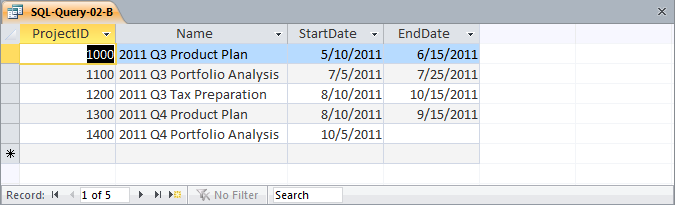 SQL-Query-02-B
ProjectID Name StartDate EndDate
1000 2011 Q3 Product Plan 5/10/2011 6/15/2011
1100 2011 Q3 Portfolio Analysis 7/5/2011 7/25/2011
1200 2011 Q3 Tax Preparation 8/10/2011 10/15/2011
1300 2011 Q4 Product Plan 8/10/2011 9/15/2011
1400 2011 Q4 Portfolio Analysis 10/5/2011
Record: 1 of 5 No Filter Search